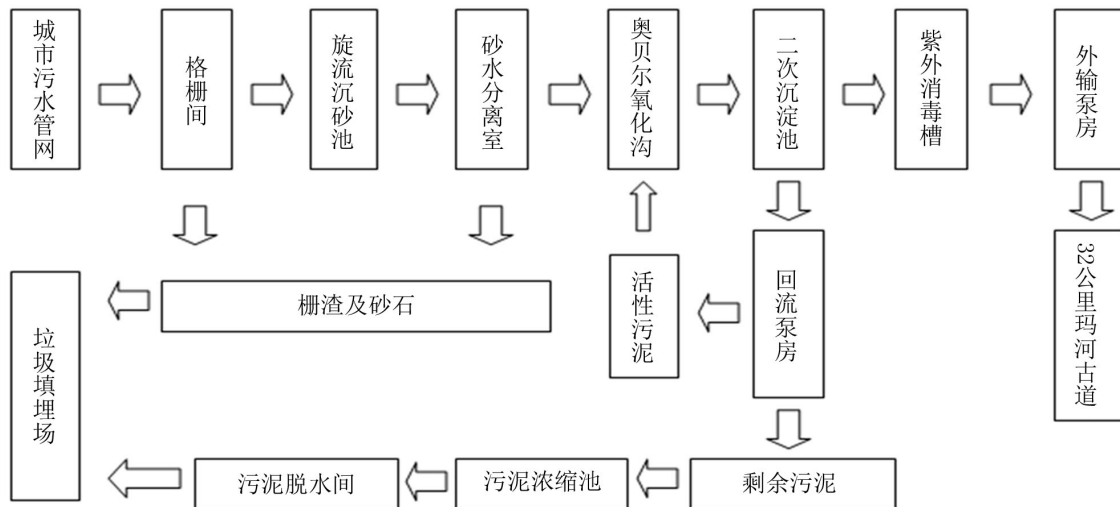 城市污水管网
格栅间
旋流沉砂池
砂水分离室
奥贝尔氧化沟
二次沉淀池
紫外消毒槽
外输泵房
垃圾填埋场
栅渣及砂石
活性污泥
回流泵房
32公里玛河古道
污泥脱水间
污泥浓缩池
剩余污泥